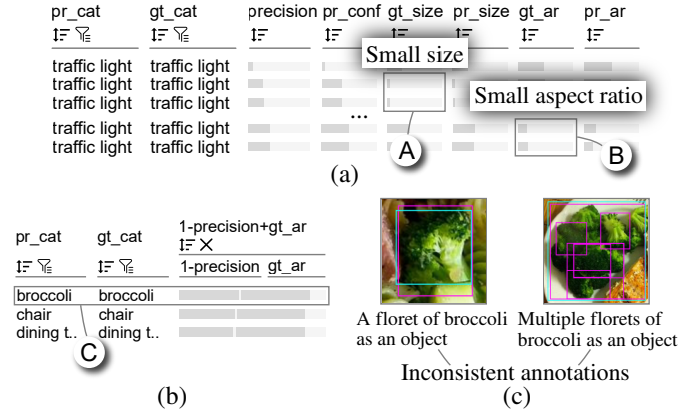 pr_cat gt_cat precision pr_conf gt_size pr_size gt_ar pr_ar
Small size
traffic light traffic light
traffic light traffic light
traffic light traffic light
Small aspect ratio
...
traffic light traffic light
traffic light traffic light
A
B
(a)
1-precision+gt_ar
pr_cat gt_cat
1-precision gt_ar
broccoli broccoli
chair chair
dining t.. dining t..
C
(b)
A floret of broccoli
as an object
Multiple florets of
broccoli as an object
Inconsistent annotations
(c)